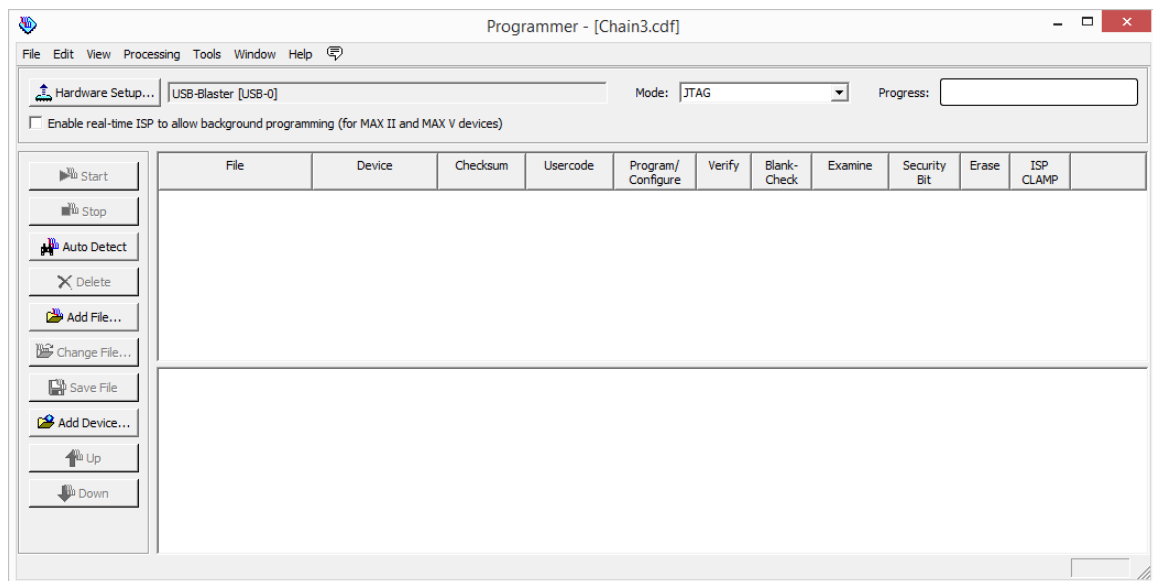 Programmer - [Chain3.cdf]
File Edit View Processing Tools Window Help
Hardware Setup... USB-Blaster [USB-0] Mode: JTAG Progress:
Enable real-time ISP to allow background programming (for MAX II and MAX V devices)
File Device Checksum Usercode Program/ Verify Blank- Examine Security Erase ISP
Configure Check Bit CLAMP
Start
Stop
Auto Detect
Delete
Add File...
Change File...
Save File
Add Device...
Up
Down